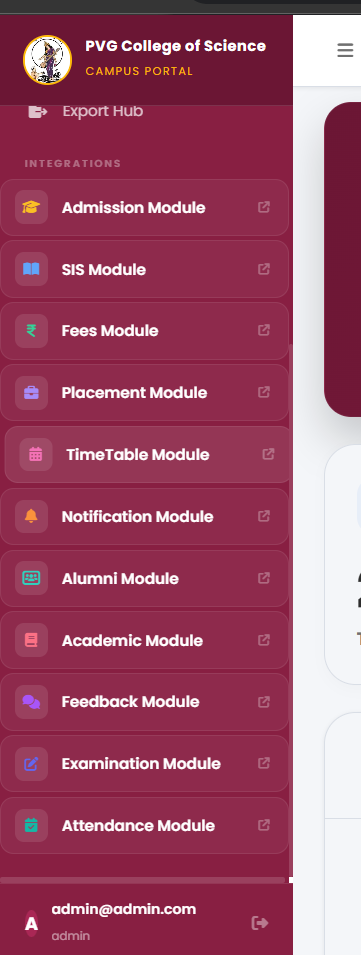 PVG College of Science
CAMPUS PORTAL
Export Hub
INTEGRATIONS
Admission Module
SIS Module
₹ Fees Module
Placement Module
TimeTable Module
Notification Module
Alumni Module
Academic Module
Feedback Module
Examination Module
Attendance Module
A admin@admin.com
admin